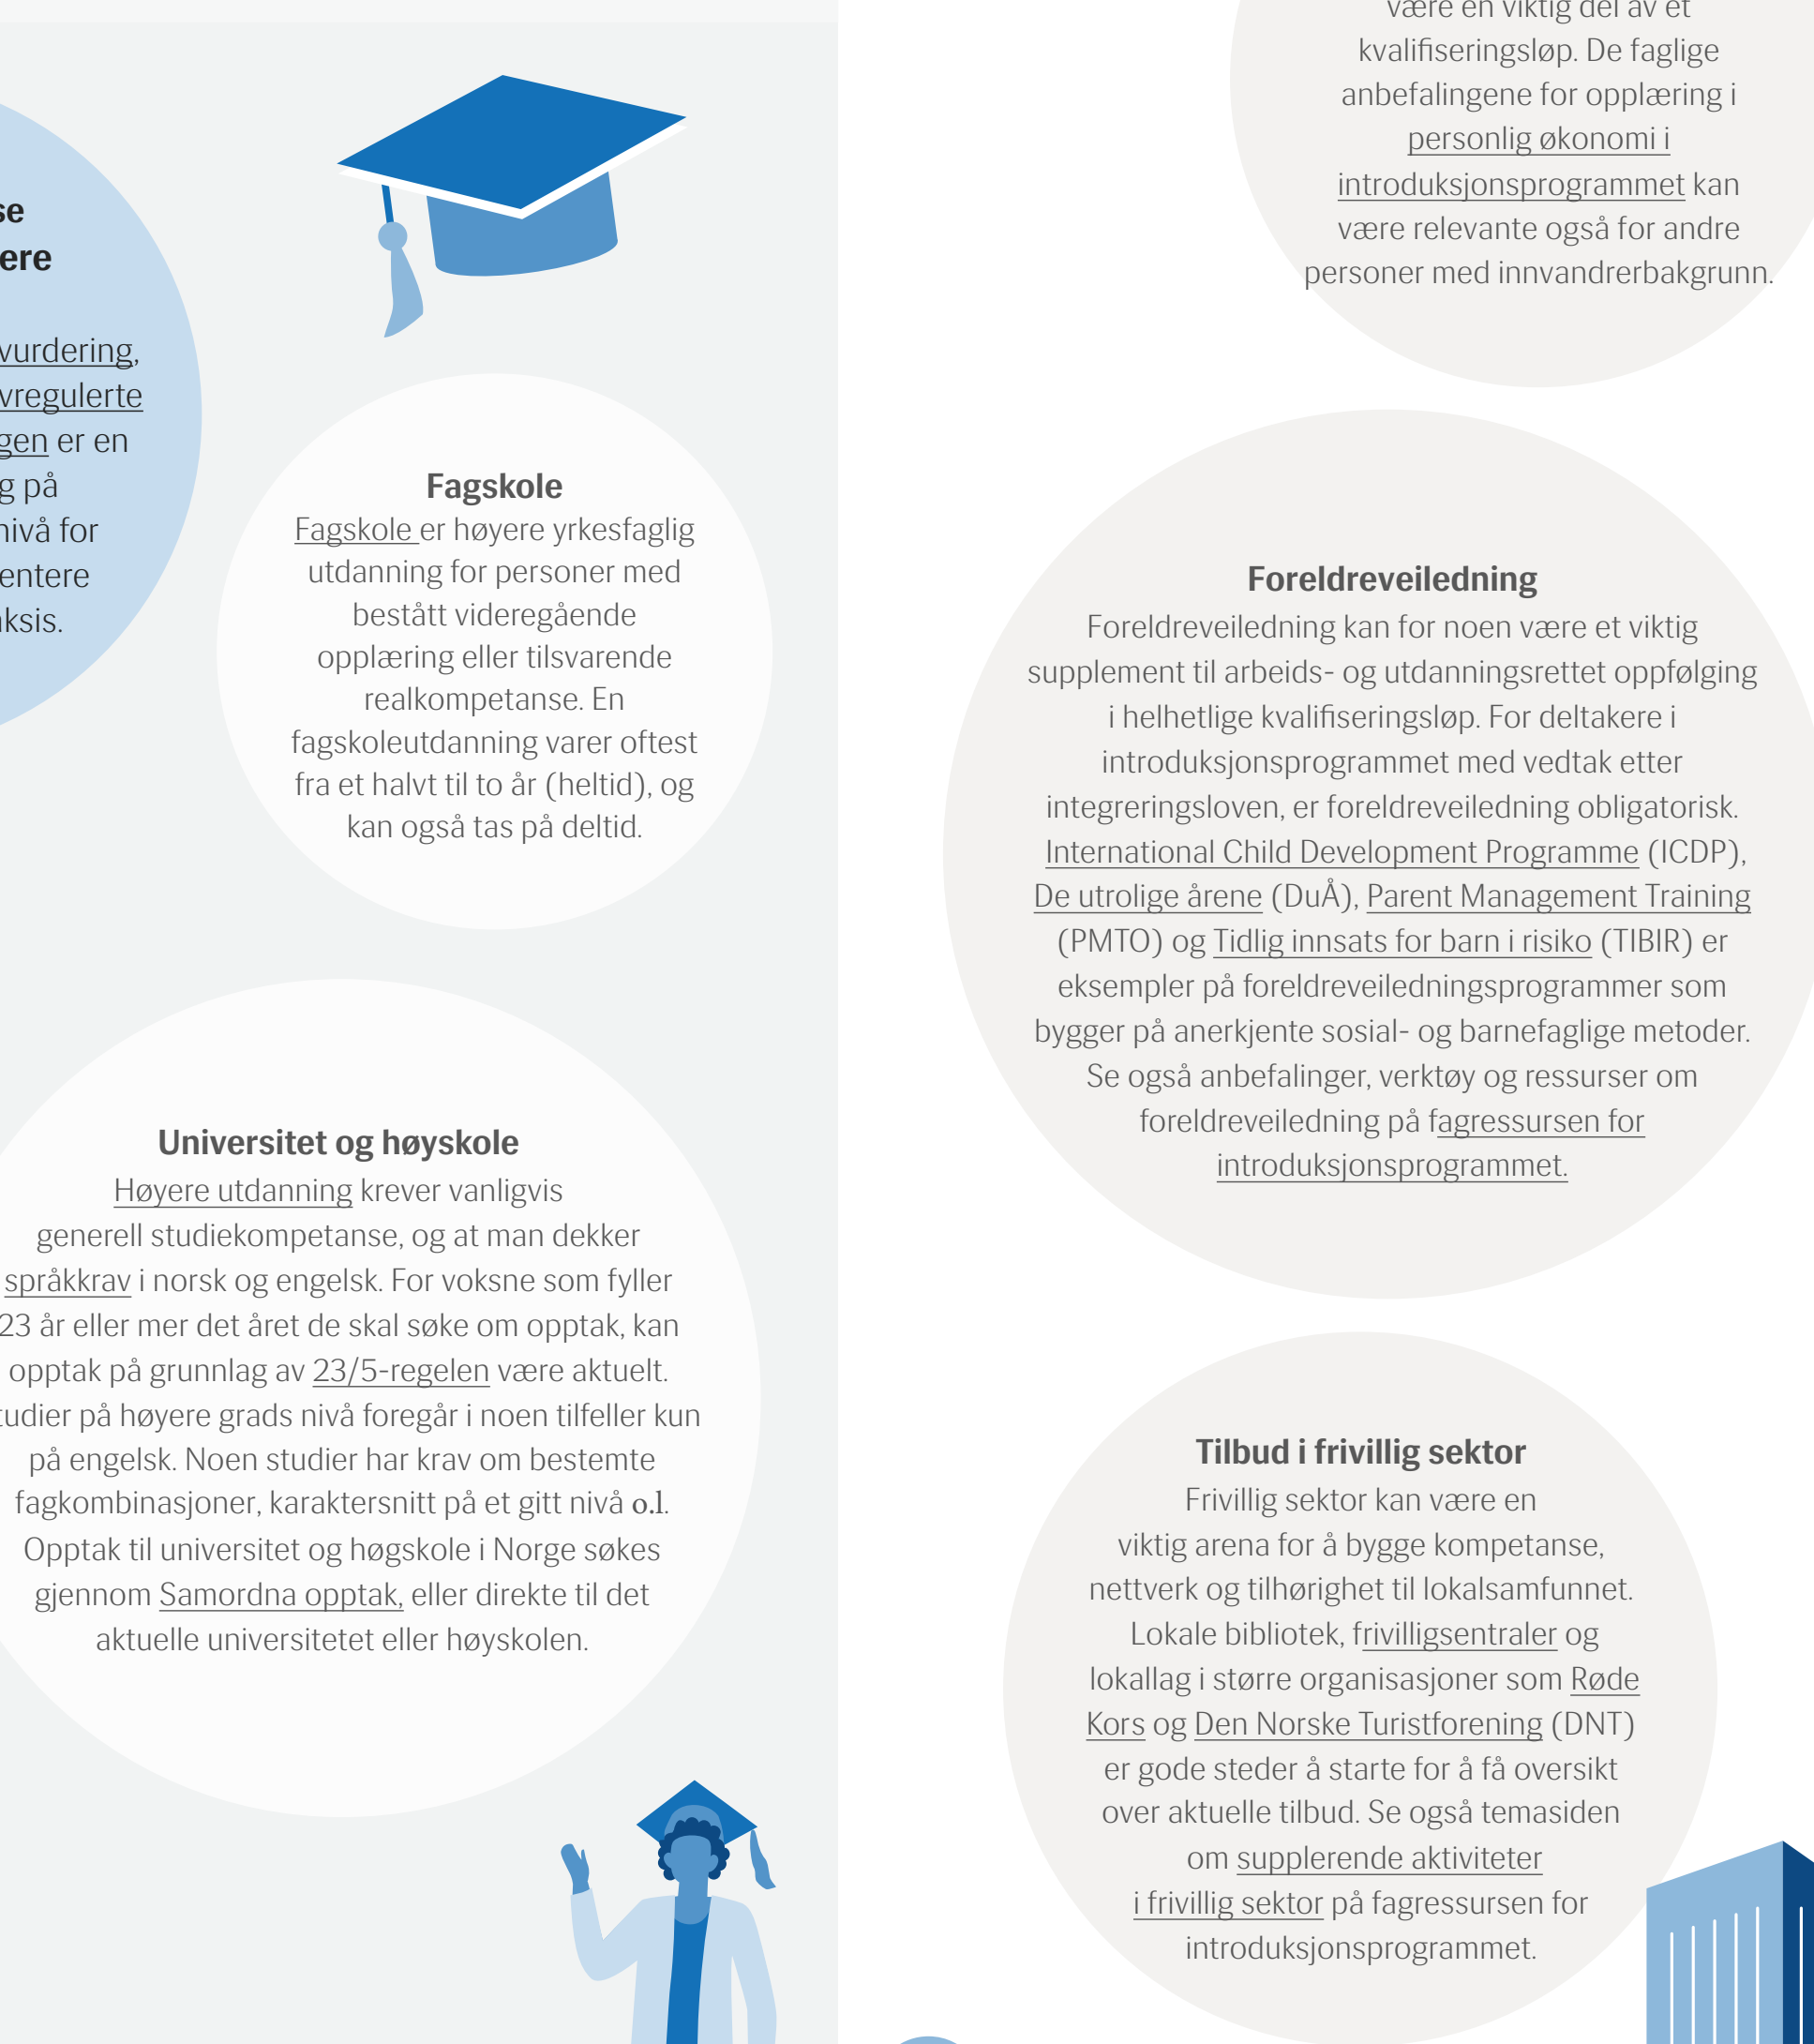 være en viktig del av et
kvalifiseringsløp. De faglige
anbefalingene for opplæring i
personlig økonomi i
introduksjonsprogrammet kan
være relevante også for andre
personer med innvandrerbakgrunn.
vurdering,
vregulerte
gen er en
g på
nivå for
entere
ksis.
Fagskole
Fagskole er høyere yrkesfaglig
utdanning for personer med
bestått videregående
opplæring eller tilsvarende
realkompetanse. En
fagskoleutdanning varer oftest
fra et halvt til to år (heltid), og
kan også tas på deltid.
Universitet og høyskole
Høyere utdanning krever vanligvis
generell studiekompetanse, og at man dekker
språkkrav i norsk og engelsk. For voksne som fyller
23 år eller mer det året de skal søke om opptak, kan
opptak på grunnlag av 23/5-regelen være aktuelt.
tudier på høyere grads nivå foregår i noen tilfeller kun
på engelsk. Noen studier har krav om bestemte
fagkombinasjoner, karaktersnitt på et gitt nivå o.l.
Opptak til universitet og høgskole i Norge søkes
gjennom Samordna opptak, eller direkte til det
aktuelle universitetet eller høyskolen.
Foreldreveiledning
Foreldreveiledning kan for noen være et viktig
supplement til arbeids- og utdanningsrettet oppfølging
i helhetlige kvalifiseringsløp. For deltakere i
introduksjonsprogrammet med vedtak etter
integreringsloven, er foreldreveiledning obligatorisk.
International Child Development Programme (ICDP),
De utrolige årene (DuÅ), Parent Management Training
(PMTO) og Tidlig innsats for barn i risiko (TIBIR) er
eksempler på foreldreveiledningsprogrammer som
bygger på anerkjente sosial- og barnefaglige metoder.
Se også anbefalinger, verktøy og ressurser om
foreldreveiledning på fagressursen for
introduksjonsprogrammet.
Tilbud i frivillig sektor
Frivillig sektor kan være en
viktig arena for å bygge kompetanse,
nettverk og tilhørighet til lokalsamfunnet.
Lokale bibliotek, frivilligsentraler og
lokallag i større organisasjoner som Røde
Kors og Den Norske Turistforening (DNT)
er gode steder å starte for å få oversikt
over aktuelle tilbud. Se også temasiden
om supplerende aktiviteter
i frivillig sektor på fagressursen for
introduksjonsprogrammet.